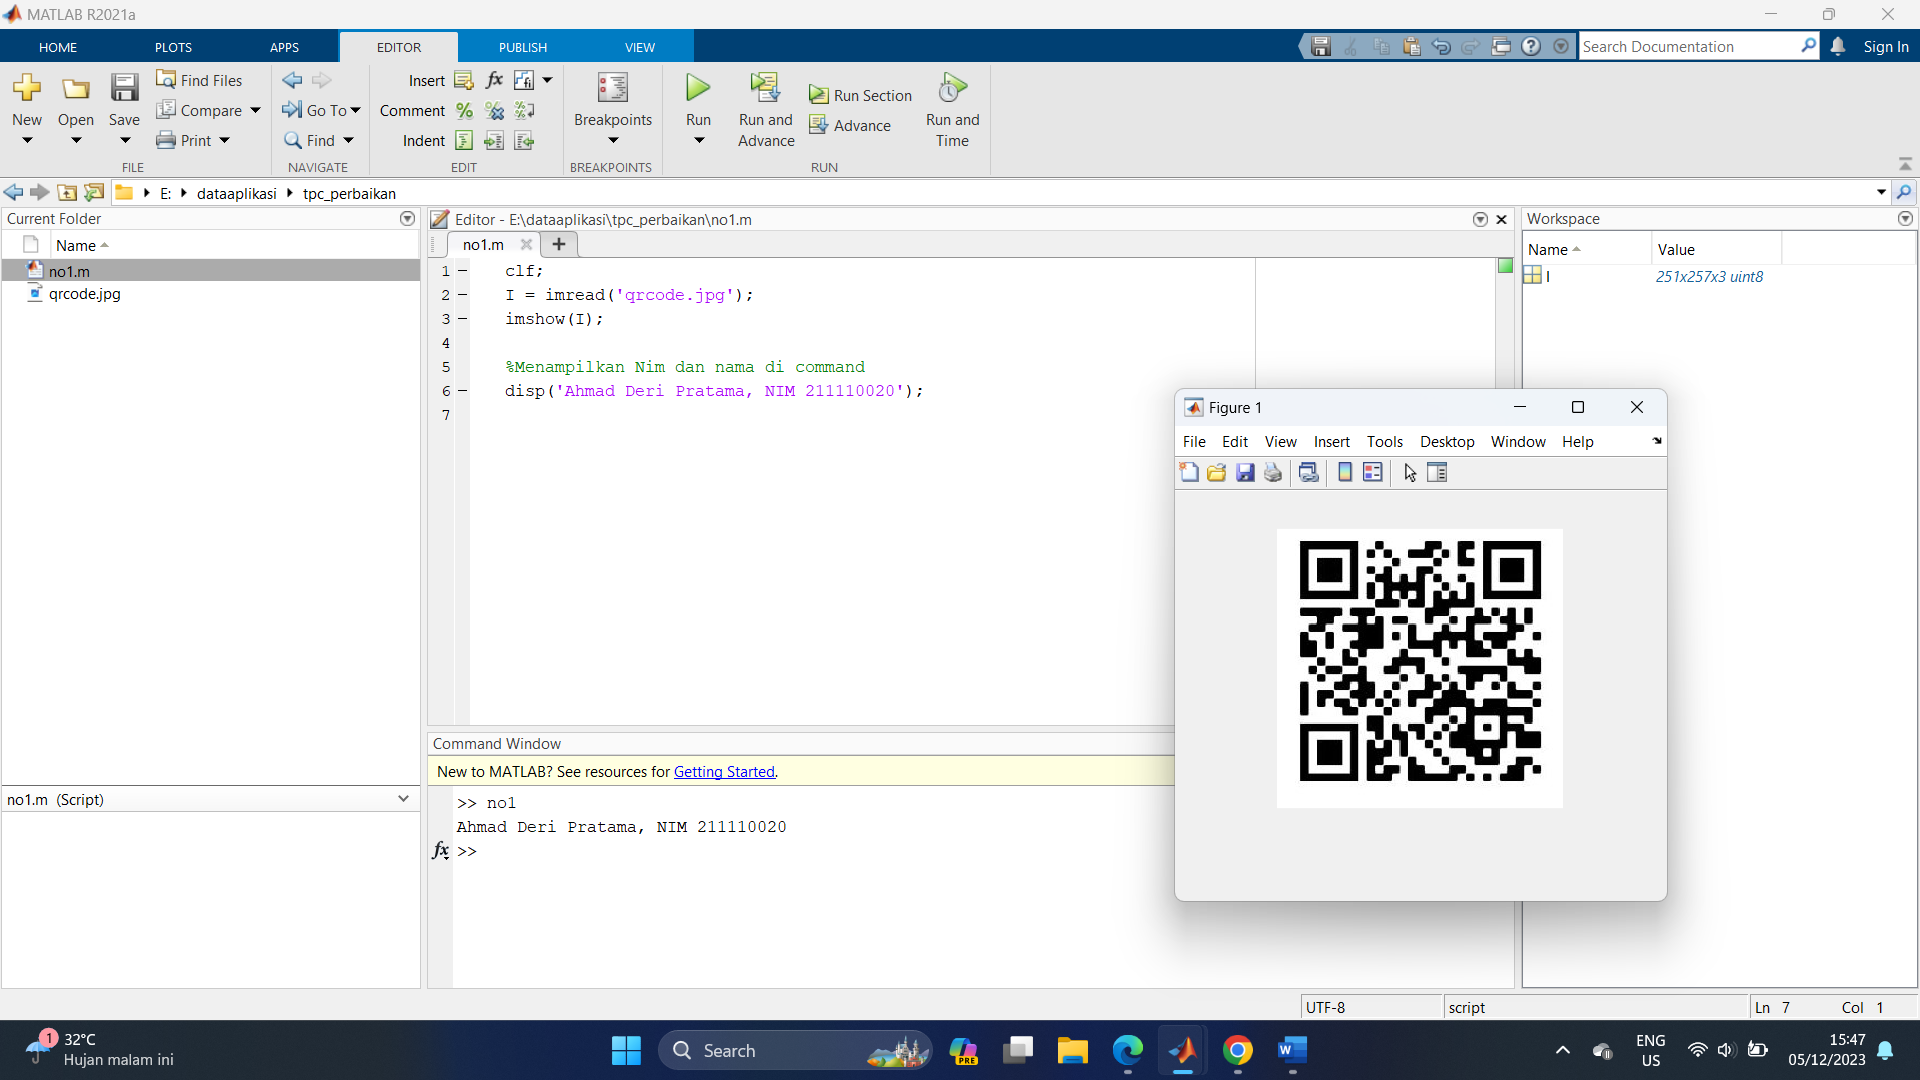 MATLAB R2021a
HOME PLOTS APPS EDITOR PUBLISH VIEW
Search Documentation
Sign In
New
Open
Save
Find Files
Compare
Print
FILE
Go To
Find
NAVIGATE
Insert
Comment
Indent
EDIT
Breakpoints
BREAKPOINTS
Run
Run and Advance
Run Section
Advance
Run and Time
RUN
E: dataaplikasi tpc_perbaikan
Current Folder
Name
no1.m
qrcode.jpg
no1.m (Script)
Editor - E:\dataaplikasi\tpc_perbaikan\no1.m
no1.m
1 clf;
2 I = imread('qrcode.jpg');
3 imshow(I);
4
5 %Menampilkan Nim dan nama di command
6 disp('Ahmad Deri Pratama, NIM 211110020');
7
Command Window
New to MATLAB? See resources for Getting Started.
>> no1
Ahmad Deri Pratama, NIM 211110020
fx >>
Workspace
Name Value
I 251x257x3 uint8
Figure 1
File Edit View Insert Tools Desktop Window Help
UTF-8 script Ln 7 Col 1
1
32°C
Hujan malam ini
Search
PRE
ENG
US
15:47
05/12/2023